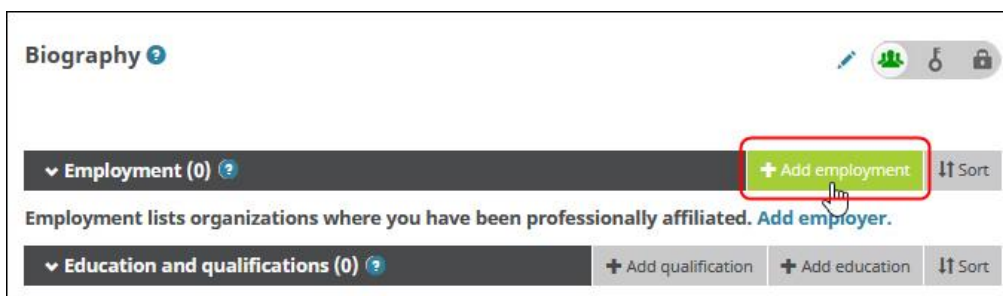 Biography ?
Employment (0) ? + Add employment Sort
Employment lists organizations where you have been professionally affiliated. Add employer.
Education and qualifications (0) ? + Add qualification + Add education Sort